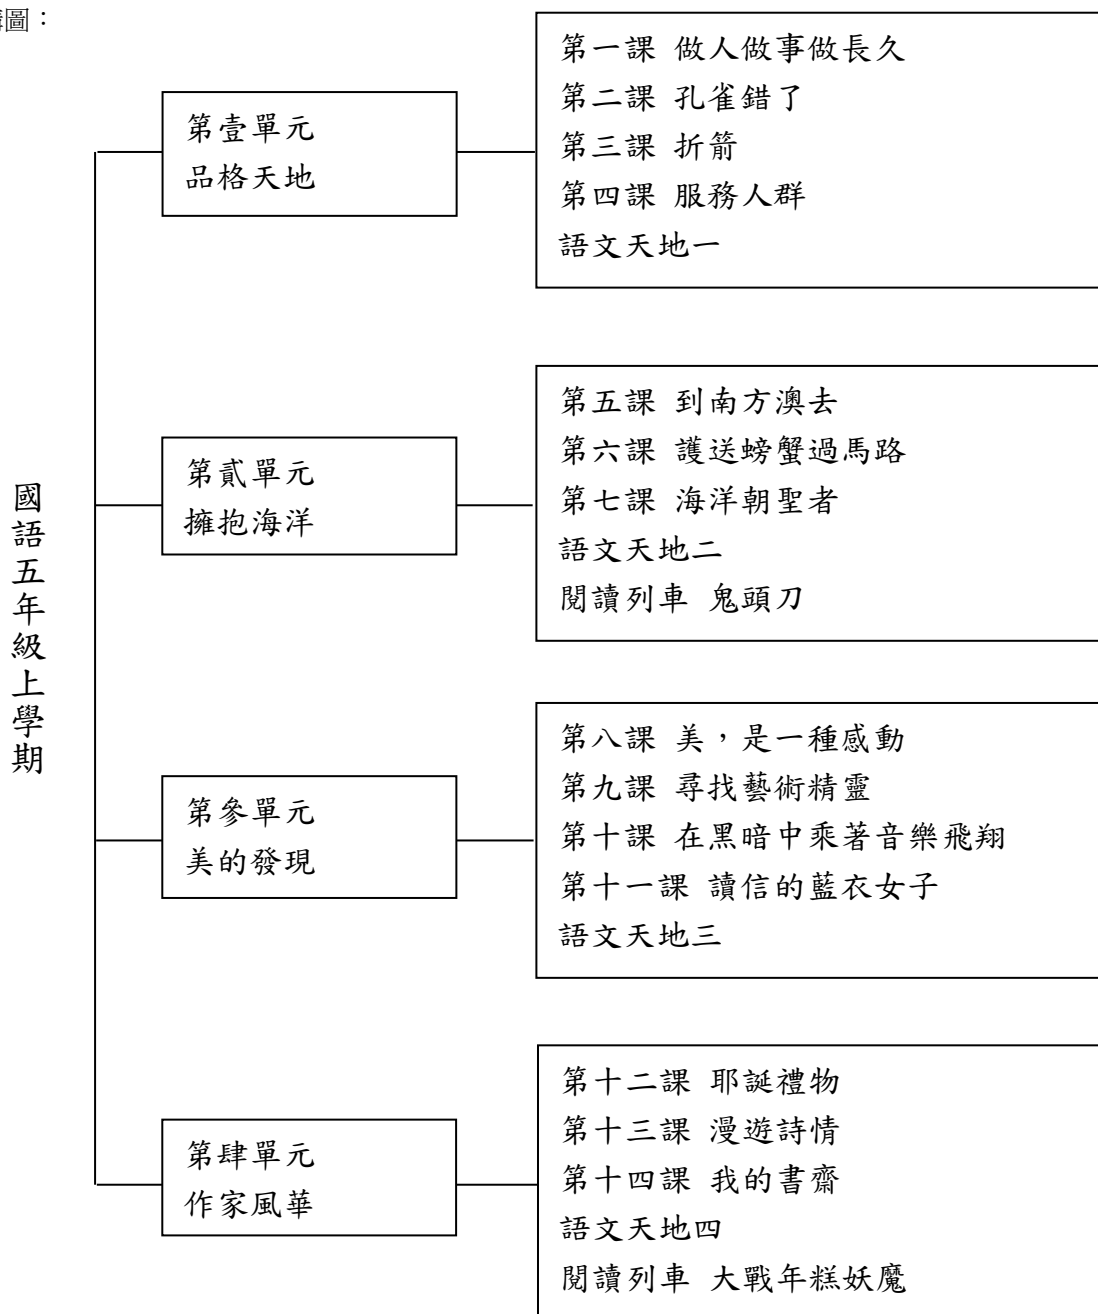 構圖：
國語五年級上學期
第壹單元
品格天地
第一課 做人做事做長久
第二課 孔雀錯了
第三課 折箭
第四課 服務人群
語文天地一
第貳單元
擁抱海洋
第五課 到南方澳去
第六課 護送螃蟹過馬路
第七課 海洋朝聖者
語文天地二
閱讀列車 鬼頭刀
第參單元
美的發現
第八課 美，是一種感動
第九課 尋找藝術精靈
第十課 在黑暗中乘著音樂飛翔
第十一課 讀信的藍衣女子
語文天地三
第肆單元
作家風華
第十二課 耶誕禮物
第十三課 漫遊詩情
第十四課 我的書齋
語文天地四
閱讀列車 大戰年糕妖魔